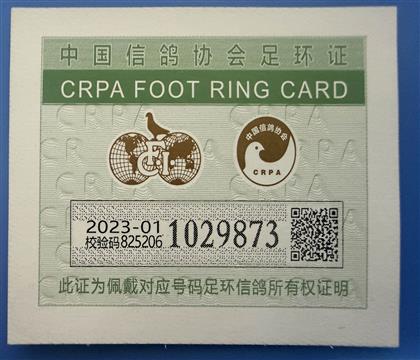 中国信鸽协会足环证
CRPA FOOT RING CARD
FCI
中国信鸽协会
CRPA
2023-01
校验码825206
1029873
此证为佩戴对应号码足环信鸽所有权证明